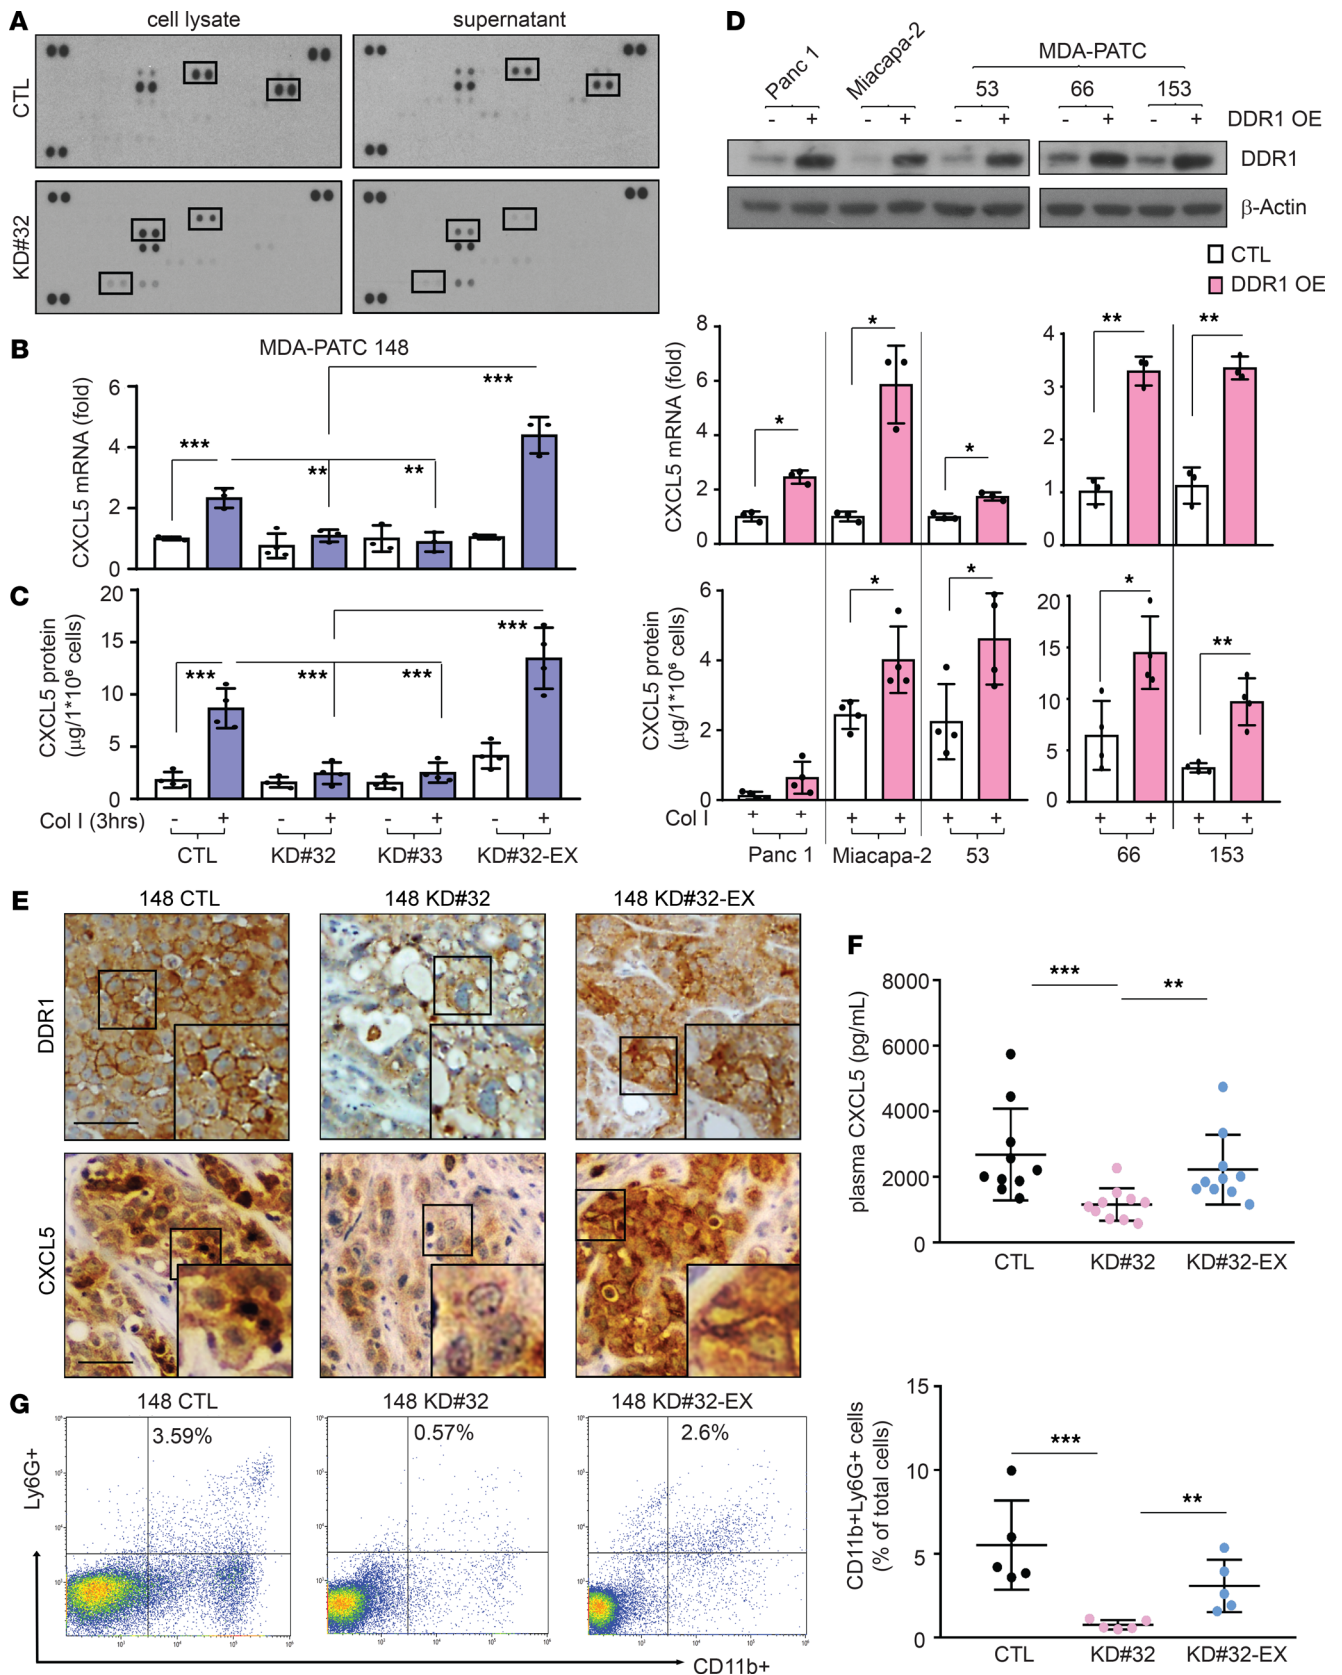 A
cell lysate
supernatant
CTL
KD#32
B
MDA-PATC 148
CXCL5 mRNA (fold)
6
4
2
0
***
**
**
***
C
CXCL5 protein
(µg/1*10⁶ cells)
20
15
10
5
0
***
***
***
***
Col I (3hrs)
- + - + - + - +
CTL KD#32 KD#33 KD#32-EX
D
Panc 1
Miacapa-2
MDA-PATC
53 66 153
- + - + - + - + - + DDR1 OE
DDR1
β-Actin
CTL
DDR1 OE
CXCL5 mRNA (fold)
8
6
4
2
0
*
*
*
4
3
1
0
**
**
CXCL5 protein
(µg/1*10⁶ cells)
6
4
2
0
*
*
20
15
10
5
0
*
**
Col I + + + + + + + + + +
Panc 1 Miacapa-2 53 66 153
E
148 CTL 148 KD#32 148 KD#32-EX
DDR1
CXCL5
F
plasma CXCL5 (pg/mL)
8000
6000
4000
2000
0
***
**
CTL KD#32 KD#32-EX
G
148 CTL 148 KD#32 148 KD#32-EX
3.59%
0.57%
2.6%
Ly6G+
CD11b+
CD11b+Ly6G+ cells
(% of total cells)
15
10
5
0
***
**
CTL KD#32 KD#32-EX